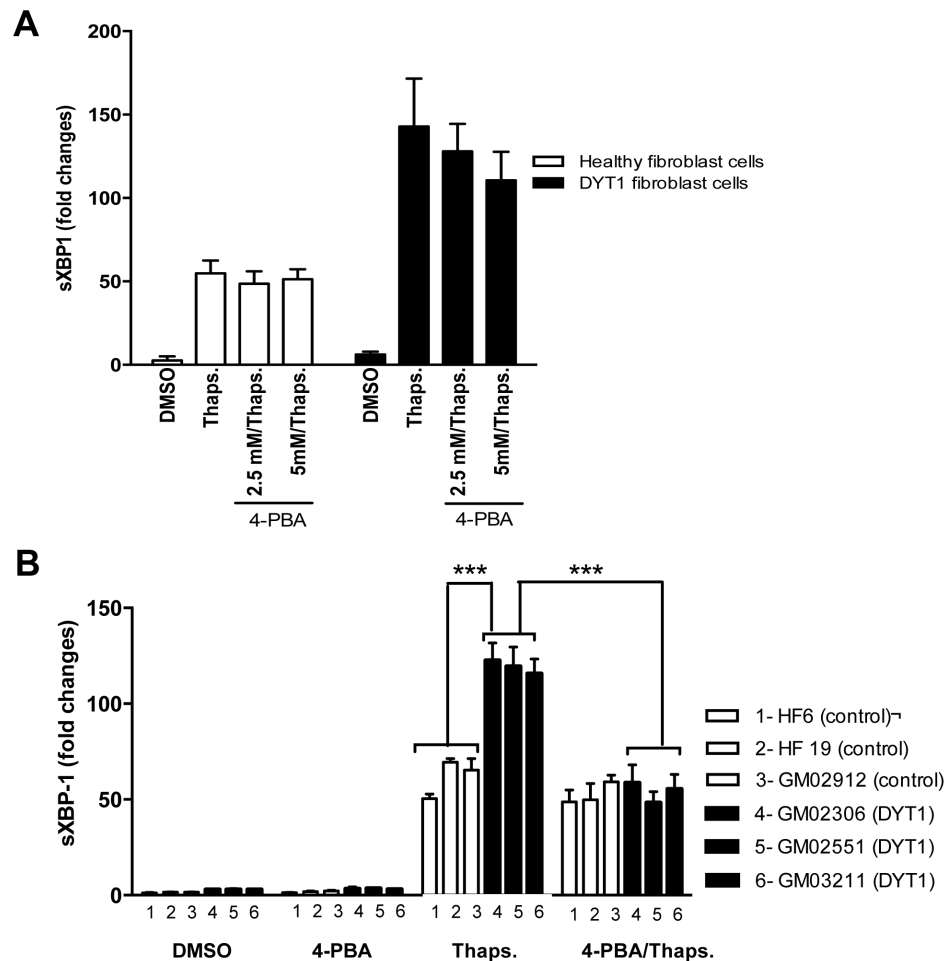 A
200
150
100
50
0
sXBP1 (fold changes)
Healthy fibroblast cells
DYT1 fibroblast cells
DMSO
Thaps.
2.5 mM/Thaps.
5mM/Thaps.
DMSO
Thaps.
2.5 mM/Thaps.
5mM/Thaps.
4-PBA
4-PBA
B
*** ***
150
100
50
0
sXBP-1 (fold changes)
1- HF6 (control)¬
2- HF 19 (control)
3- GM02912 (control)
4- GM02306 (DYT1)
5- GM02551 (DYT1)
6- GM03211 (DYT1)
1 2 3 4 5 6 1 2 3 4 5 6 1 2 3 4 5 6 1 2 3 4 5 6
DMSO 4-PBA Thaps. 4-PBA/Thaps.